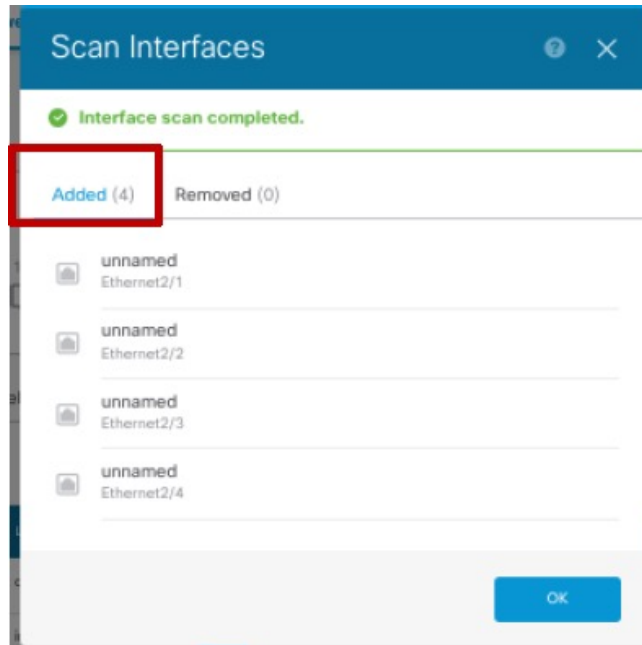 Scan Interfaces
Interface scan completed.
Added (4) Removed (0)
unnamed
Ethernet2/1
unnamed
Ethernet2/2
unnamed
Ethernet2/3
unnamed
Ethernet2/4
OK